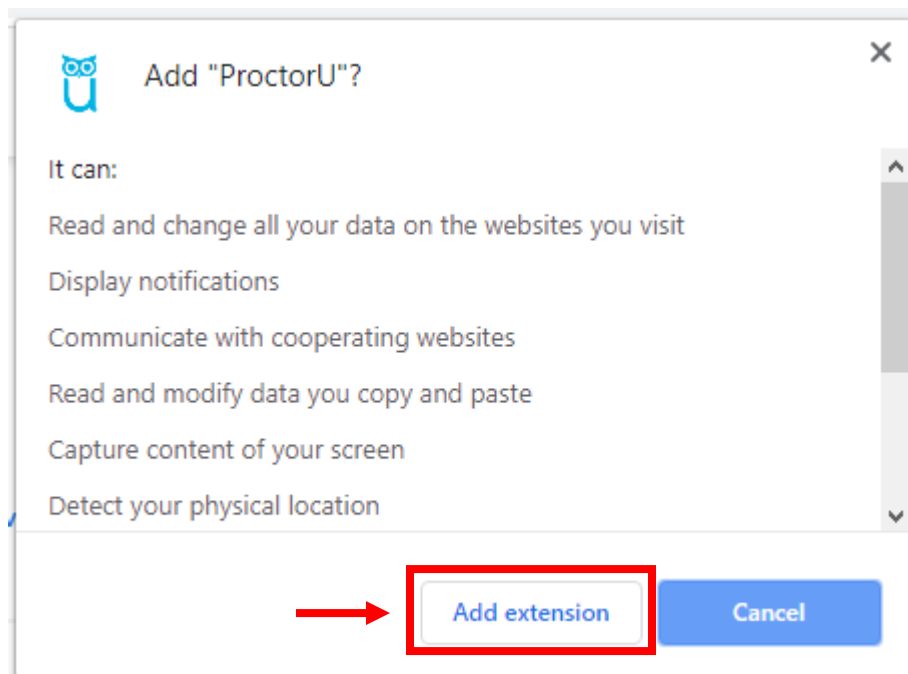 Add "ProctorU"?
It can:
Read and change all your data on the websites you visit
Display notifications
Communicate with cooperating websites
Read and modify data you copy and paste
Capture content of your screen
Detect your physical location
Add extension
Cancel